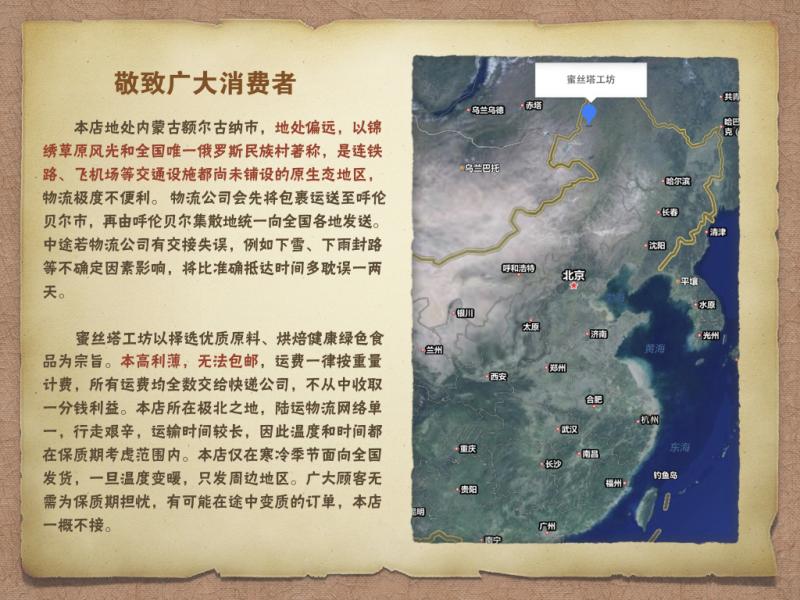 敬致广大消费者
本店地处内蒙古额尔古纳市，地处偏远，以锦
绣草原风光和全国唯一俄罗斯民族村著称，是连铁
路、飞机场等交通设施都尚未铺设的原生态地区，
物流极度不便利。 物流公司会先将包裹运送至呼伦
贝尔市，再由呼伦贝尔集散地统一向全国各地发送。
中途若物流公司有交接失误，例如下雪、下雨封路
等不确定因素影响，将比准确抵达时间多耽误一两
天。
蜜丝塔工坊以择选优质原料、烘焙健康绿色食
品为宗旨。本高利薄，无法包邮，运费一律按重量
计费，所有运费均全数交给快递公司，不从中收取
一分钱利益。本店所在极北之地，陆运物流网络单
一，行走艰辛，运输时间较长，因此温度和时间都
在保质期考虑范围内。本店仅在寒冷季节面向全国
发货，一旦温度变暖，只发周边地区。广大顾客无
需为保质期担忧，有可能在途中变质的订单，本店
一概不接。
蜜丝塔工坊
共青
乌兰乌德
赤塔
哈巴
克（
乌兰巴托
哈尔滨
长春
清津
沈阳
呼和浩特
北京
平壤
银川
水原
太原
济南
光州
兰州
黄海
郑州
西安
合肥
杭州
武汉
重庆
南昌
东海
长沙
钓鱼岛
贵阳
福州
昆明
广州
南宁